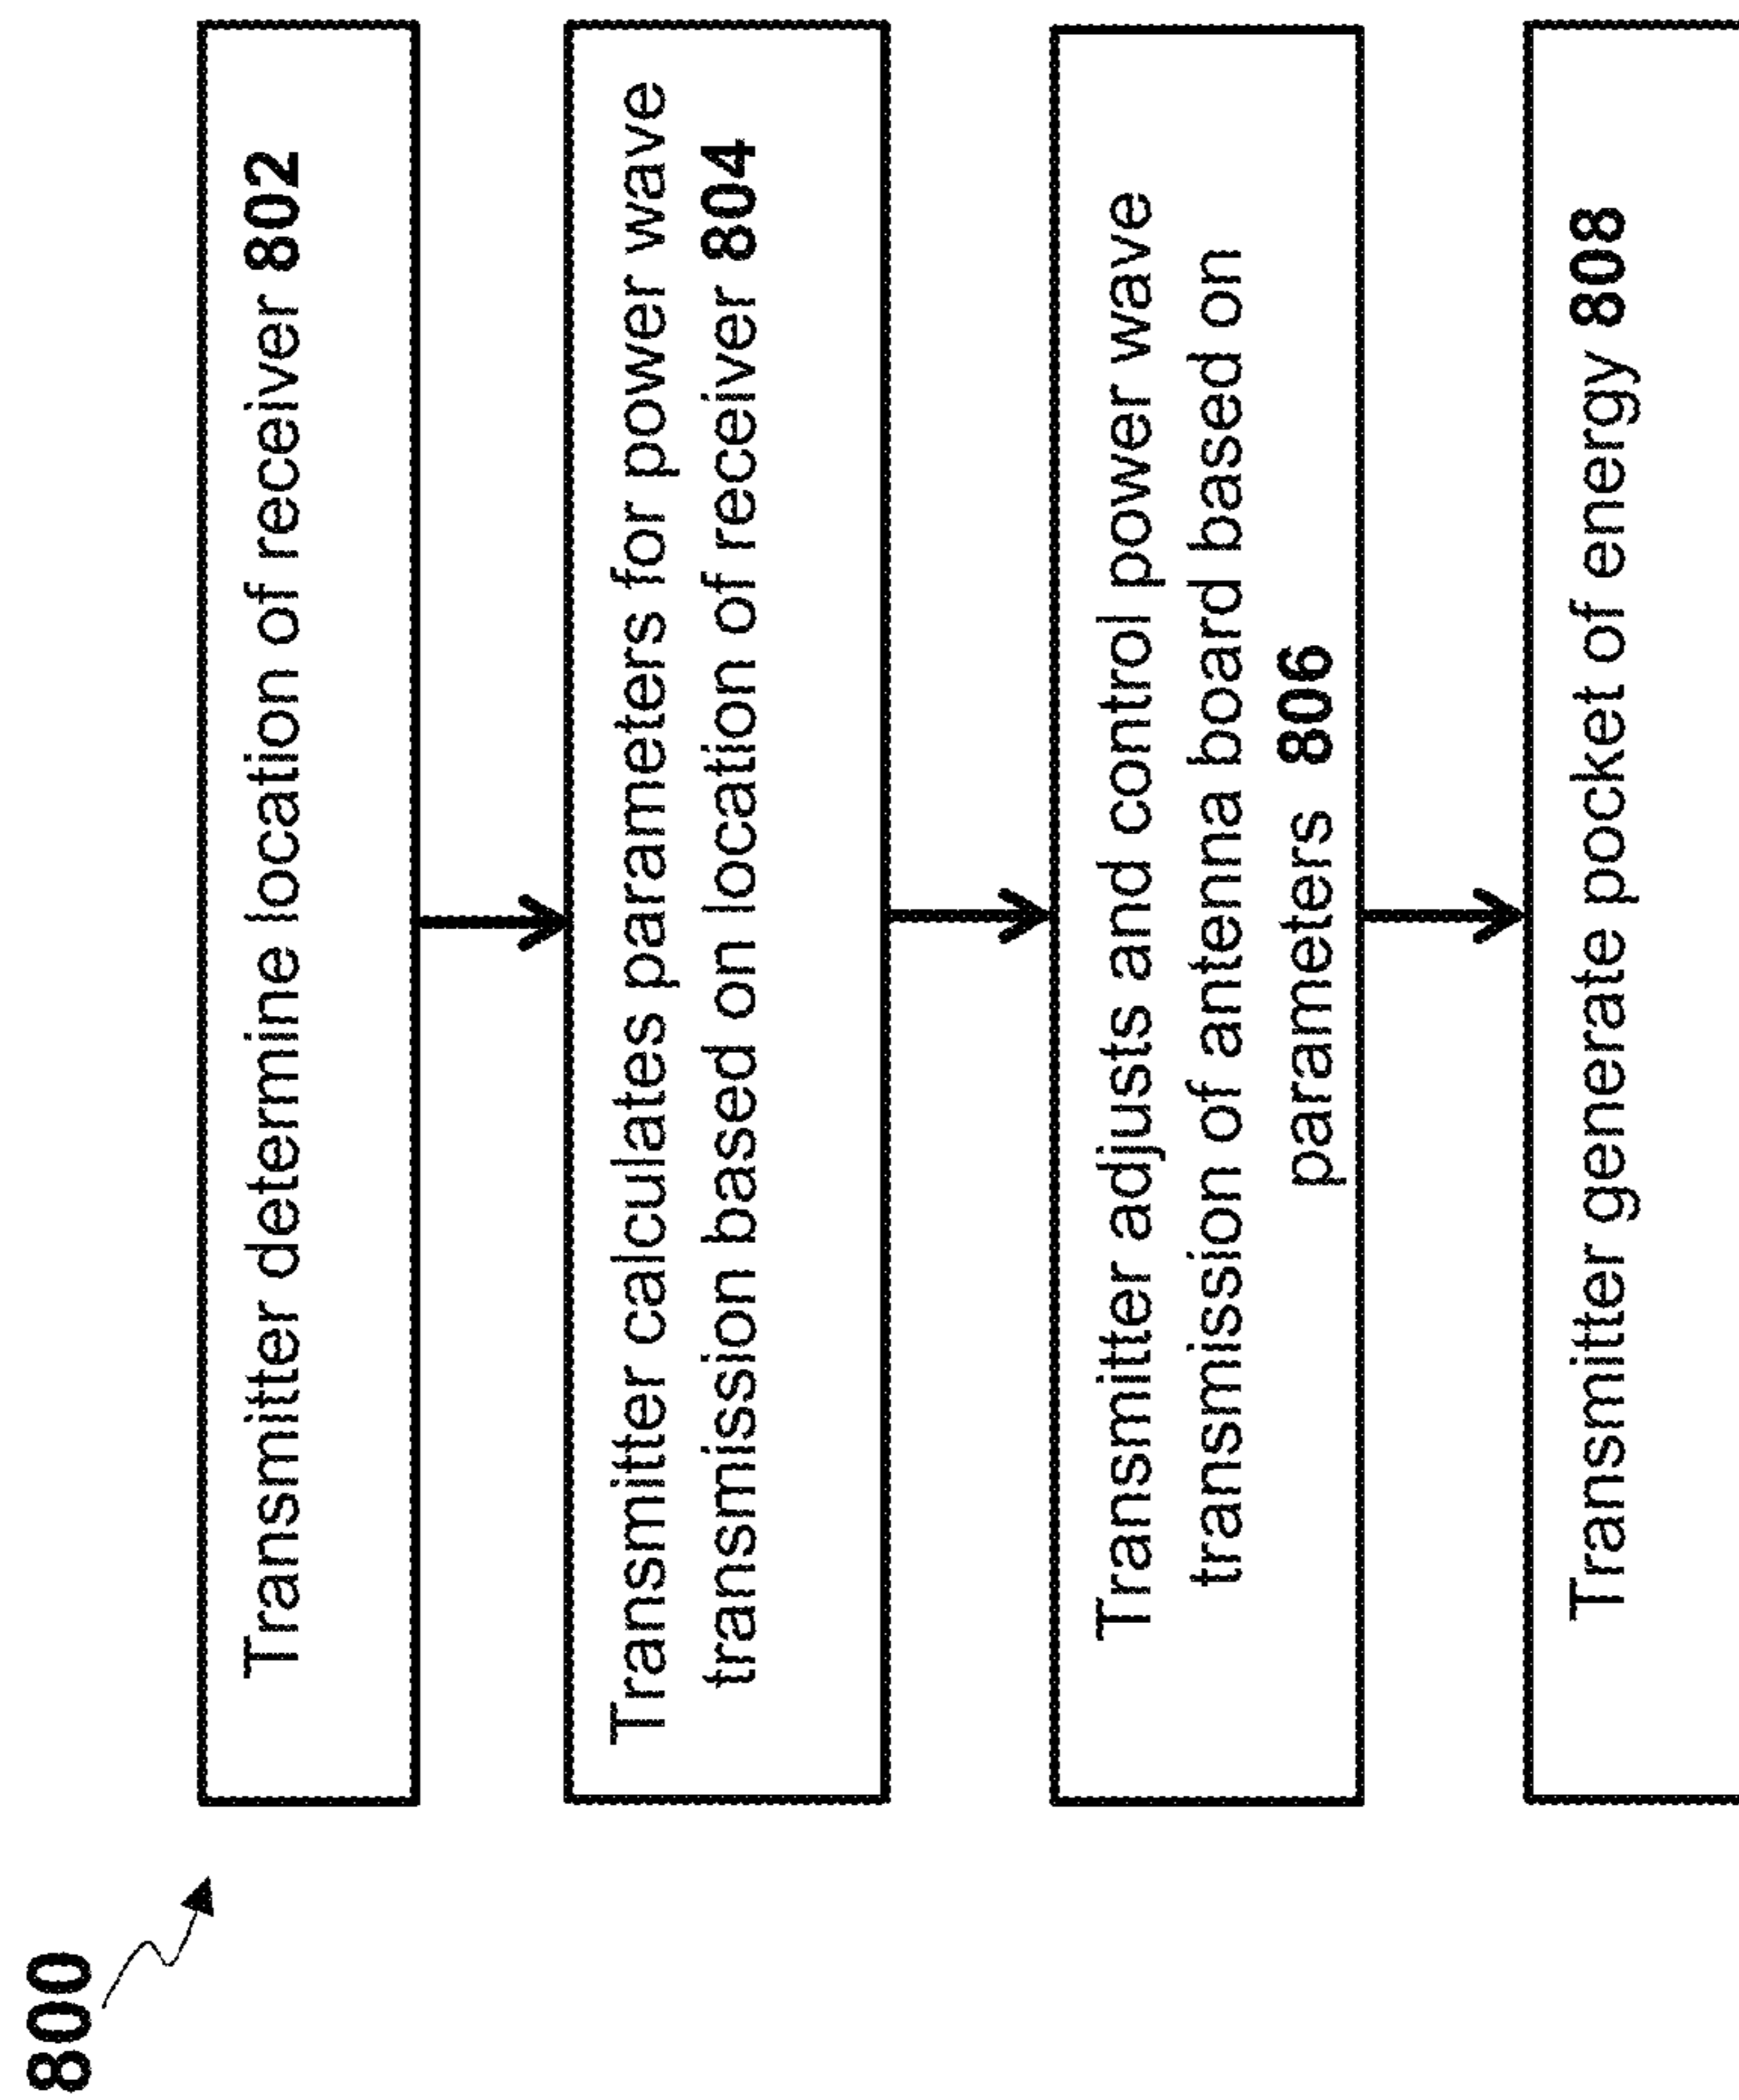 800
Transmitter determine location of receiver 802
Transmitter calculates parameters for power wave
transmission based on location of receiver 804
Transmitter adjusts and control power wave
transmission of antenna board based on
parameters 806
Transmitter generate pocket of energy 808